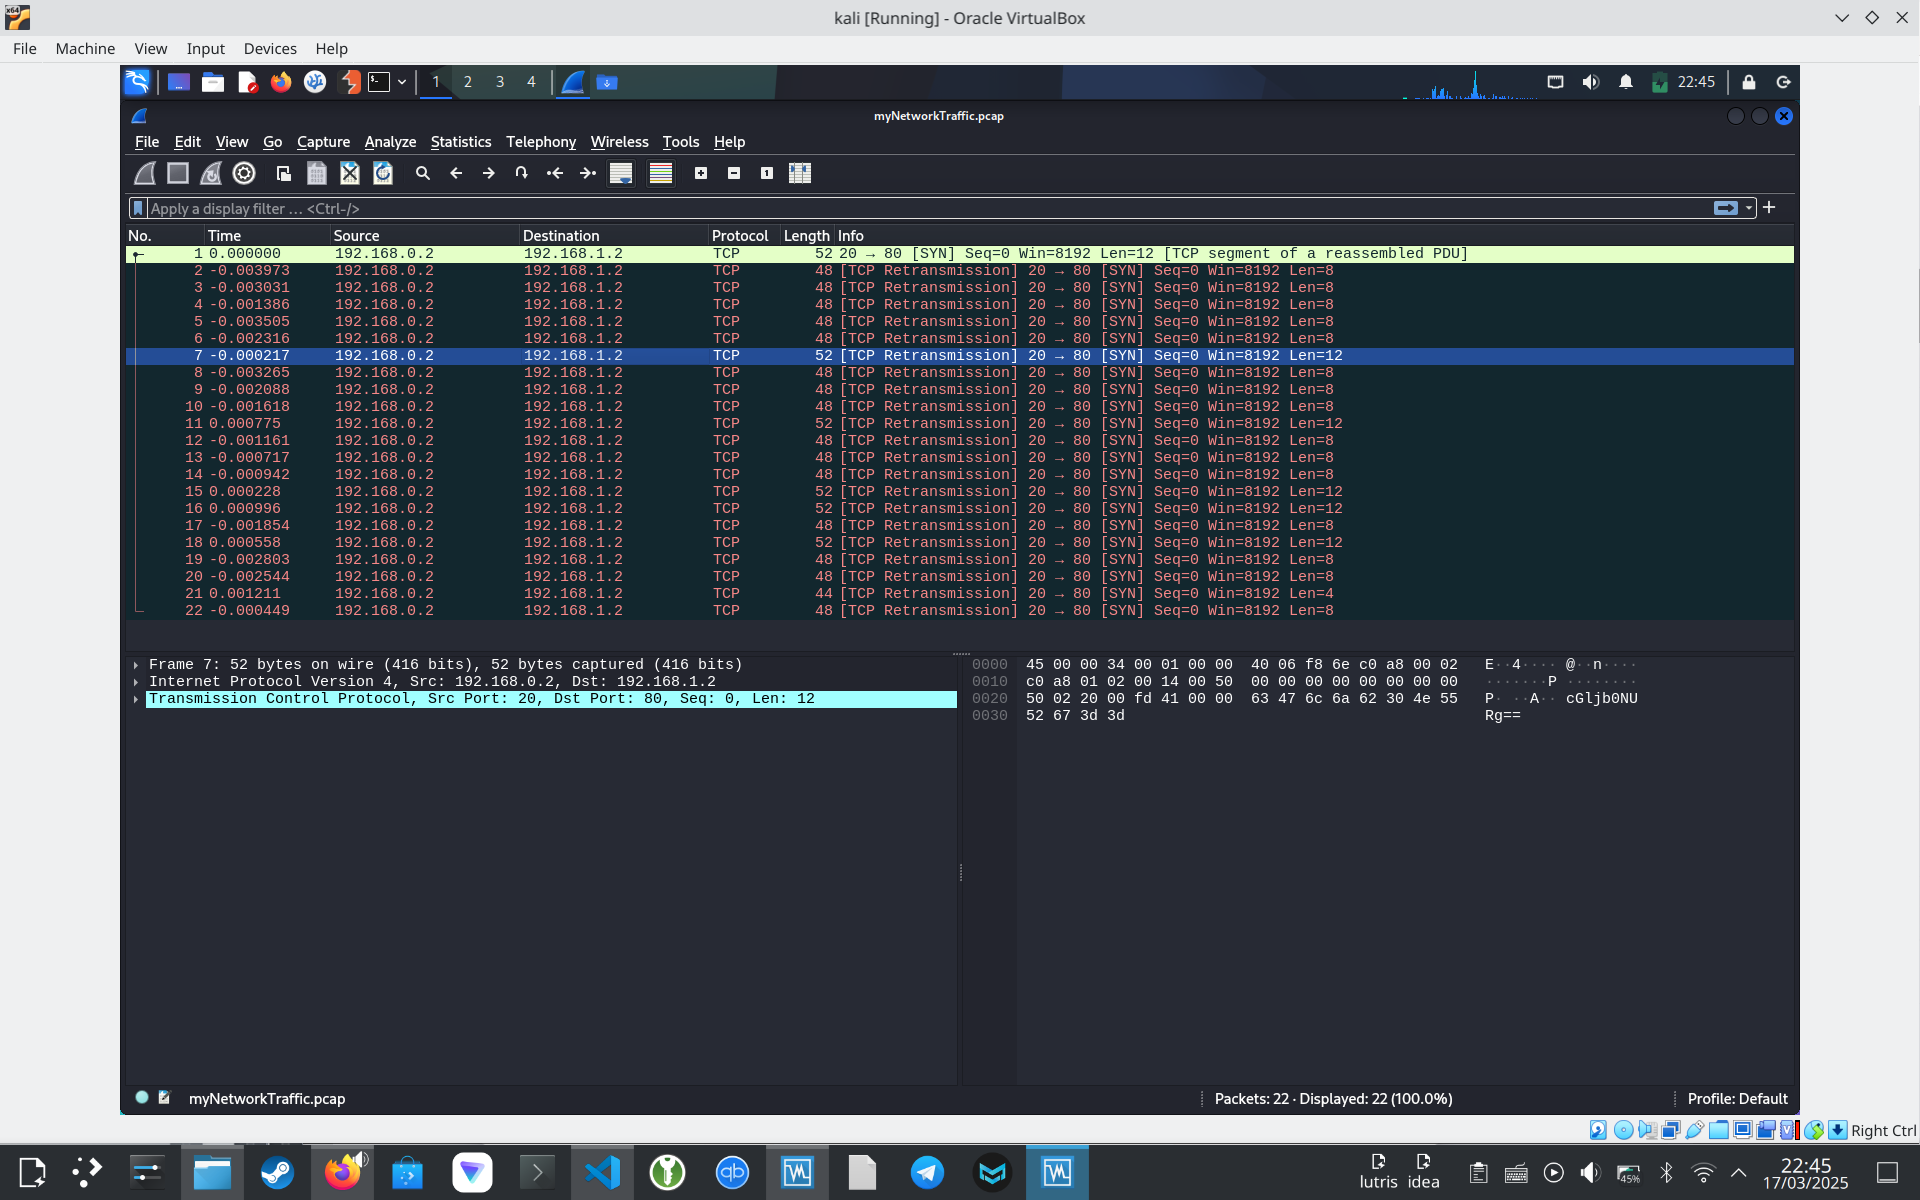 kali [Running] - Oracle VirtualBox
File Machine View Input Devices Help
1 2 3 4 22:45
myNetworkTraffic.pcap
File Edit View Go Capture Analyze Statistics Telephony Wireless Tools Help
Apply a display filter ... <Ctrl-/>
No. Time Source Destination Protocol Length Info
1 0.000000 192.168.0.2 192.168.1.2 TCP 52 20 → 80 [SYN] Seq=0 Win=8192 Len=12 [TCP segment of a reassembled PDU]
2 -0.003973 192.168.0.2 192.168.1.2 TCP 48 [TCP Retransmission] 20 → 80 [SYN] Seq=0 Win=8192 Len=8
3 -0.003031 192.168.0.2 192.168.1.2 TCP 48 [TCP Retransmission] 20 → 80 [SYN] Seq=0 Win=8192 Len=8
4 -0.001386 192.168.0.2 192.168.1.2 TCP 48 [TCP Retransmission] 20 → 80 [SYN] Seq=0 Win=8192 Len=8
5 -0.003505 192.168.0.2 192.168.1.2 TCP 48 [TCP Retransmission] 20 → 80 [SYN] Seq=0 Win=8192 Len=8
6 -0.002316 192.168.0.2 192.168.1.2 TCP 48 [TCP Retransmission] 20 → 80 [SYN] Seq=0 Win=8192 Len=8
7 -0.000217 192.168.0.2 192.168.1.2 TCP 52 [TCP Retransmission] 20 → 80 [SYN] Seq=0 Win=8192 Len=12
8 -0.003265 192.168.0.2 192.168.1.2 TCP 48 [TCP Retransmission] 20 → 80 [SYN] Seq=0 Win=8192 Len=8
9 -0.002088 192.168.0.2 192.168.1.2 TCP 48 [TCP Retransmission] 20 → 80 [SYN] Seq=0 Win=8192 Len=8
10 -0.001618 192.168.0.2 192.168.1.2 TCP 48 [TCP Retransmission] 20 → 80 [SYN] Seq=0 Win=8192 Len=8
11 0.000775 192.168.0.2 192.168.1.2 TCP 52 [TCP Retransmission] 20 → 80 [SYN] Seq=0 Win=8192 Len=12
12 -0.001161 192.168.0.2 192.168.1.2 TCP 48 [TCP Retransmission] 20 → 80 [SYN] Seq=0 Win=8192 Len=8
13 -0.000717 192.168.0.2 192.168.1.2 TCP 48 [TCP Retransmission] 20 → 80 [SYN] Seq=0 Win=8192 Len=8
14 -0.000942 192.168.0.2 192.168.1.2 TCP 48 [TCP Retransmission] 20 → 80 [SYN] Seq=0 Win=8192 Len=8
15 0.000228 192.168.0.2 192.168.1.2 TCP 52 [TCP Retransmission] 20 → 80 [SYN] Seq=0 Win=8192 Len=12
16 0.000996 192.168.0.2 192.168.1.2 TCP 52 [TCP Retransmission] 20 → 80 [SYN] Seq=0 Win=8192 Len=12
17 -0.001854 192.168.0.2 192.168.1.2 TCP 48 [TCP Retransmission] 20 → 80 [SYN] Seq=0 Win=8192 Len=8
18 0.000558 192.168.0.2 192.168.1.2 TCP 52 [TCP Retransmission] 20 → 80 [SYN] Seq=0 Win=8192 Len=12
19 -0.002803 192.168.0.2 192.168.1.2 TCP 48 [TCP Retransmission] 20 → 80 [SYN] Seq=0 Win=8192 Len=8
20 -0.002544 192.168.0.2 192.168.1.2 TCP 48 [TCP Retransmission] 20 → 80 [SYN] Seq=0 Win=8192 Len=8
21 0.001211 192.168.0.2 192.168.1.2 TCP 44 [TCP Retransmission] 20 → 80 [SYN] Seq=0 Win=8192 Len=4
22 -0.000449 192.168.0.2 192.168.1.2 TCP 48 [TCP Retransmission] 20 → 80 [SYN] Seq=0 Win=8192 Len=8
Frame 7: 52 bytes on wire (416 bits), 52 bytes captured (416 bits)
Internet Protocol Version 4, Src: 192.168.0.2, Dst: 192.168.1.2
Transmission Control Protocol, Src Port: 20, Dst Port: 80, Seq: 0, Len: 12
0000 45 00 00 34 00 01 00 00 40 06 f8 6e c0 a8 00 02 E··4····@··n····
0010 c0 a8 01 02 00 14 00 50 00 00 00 00 00 00 00 00 ·······P········
0020 50 02 20 00 fd 41 00 00 63 47 6c 6a 62 30 4e 55 P· ··A··cGljb0NU
0030 52 67 3d 3d Rg==
myNetworkTraffic.pcap Packets: 22 · Displayed: 22 (100.0%) Profile: Default
Right Ctrl
lutris idea 45% 22:45
17/03/2025